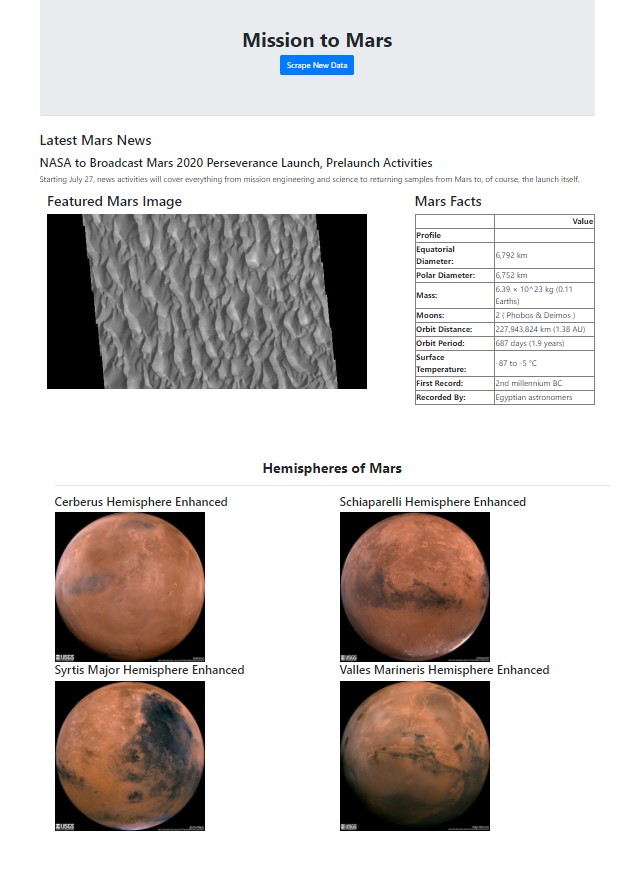 Mission to Mars
Scrape New Data
Latest Mars News
NASA to Broadcast Mars 2020 Perseverance Launch, Prelaunch Activities
Starting July 27, news activities will cover everything from mission engineering and science to returning samples from Mars to, of course, the launch itself.
Featured Mars Image
Mars Facts
Value
Profile
Equatorial
Diameter:
6,792 km
Polar Diameter:
6,752 km
Mass:
6.39 × 10^23 kg (0.11
Earths)
Moons:
2 ( Phobos & Deimos )
Orbit Distance:
227,943,824 km (1.38 AU)
Orbit Period:
687 days (1.9 years)
Surface
Temperature:
-87 to -5 °C
First Record:
2nd millennium BC
Recorded By:
Egyptian astronomers
Hemispheres of Mars
Cerberus Hemisphere Enhanced
Schiaparelli Hemisphere Enhanced
USGS
USGS
Syrtis Major Hemisphere Enhanced
Valles Marineris Hemisphere Enhanced
USGS
USGS